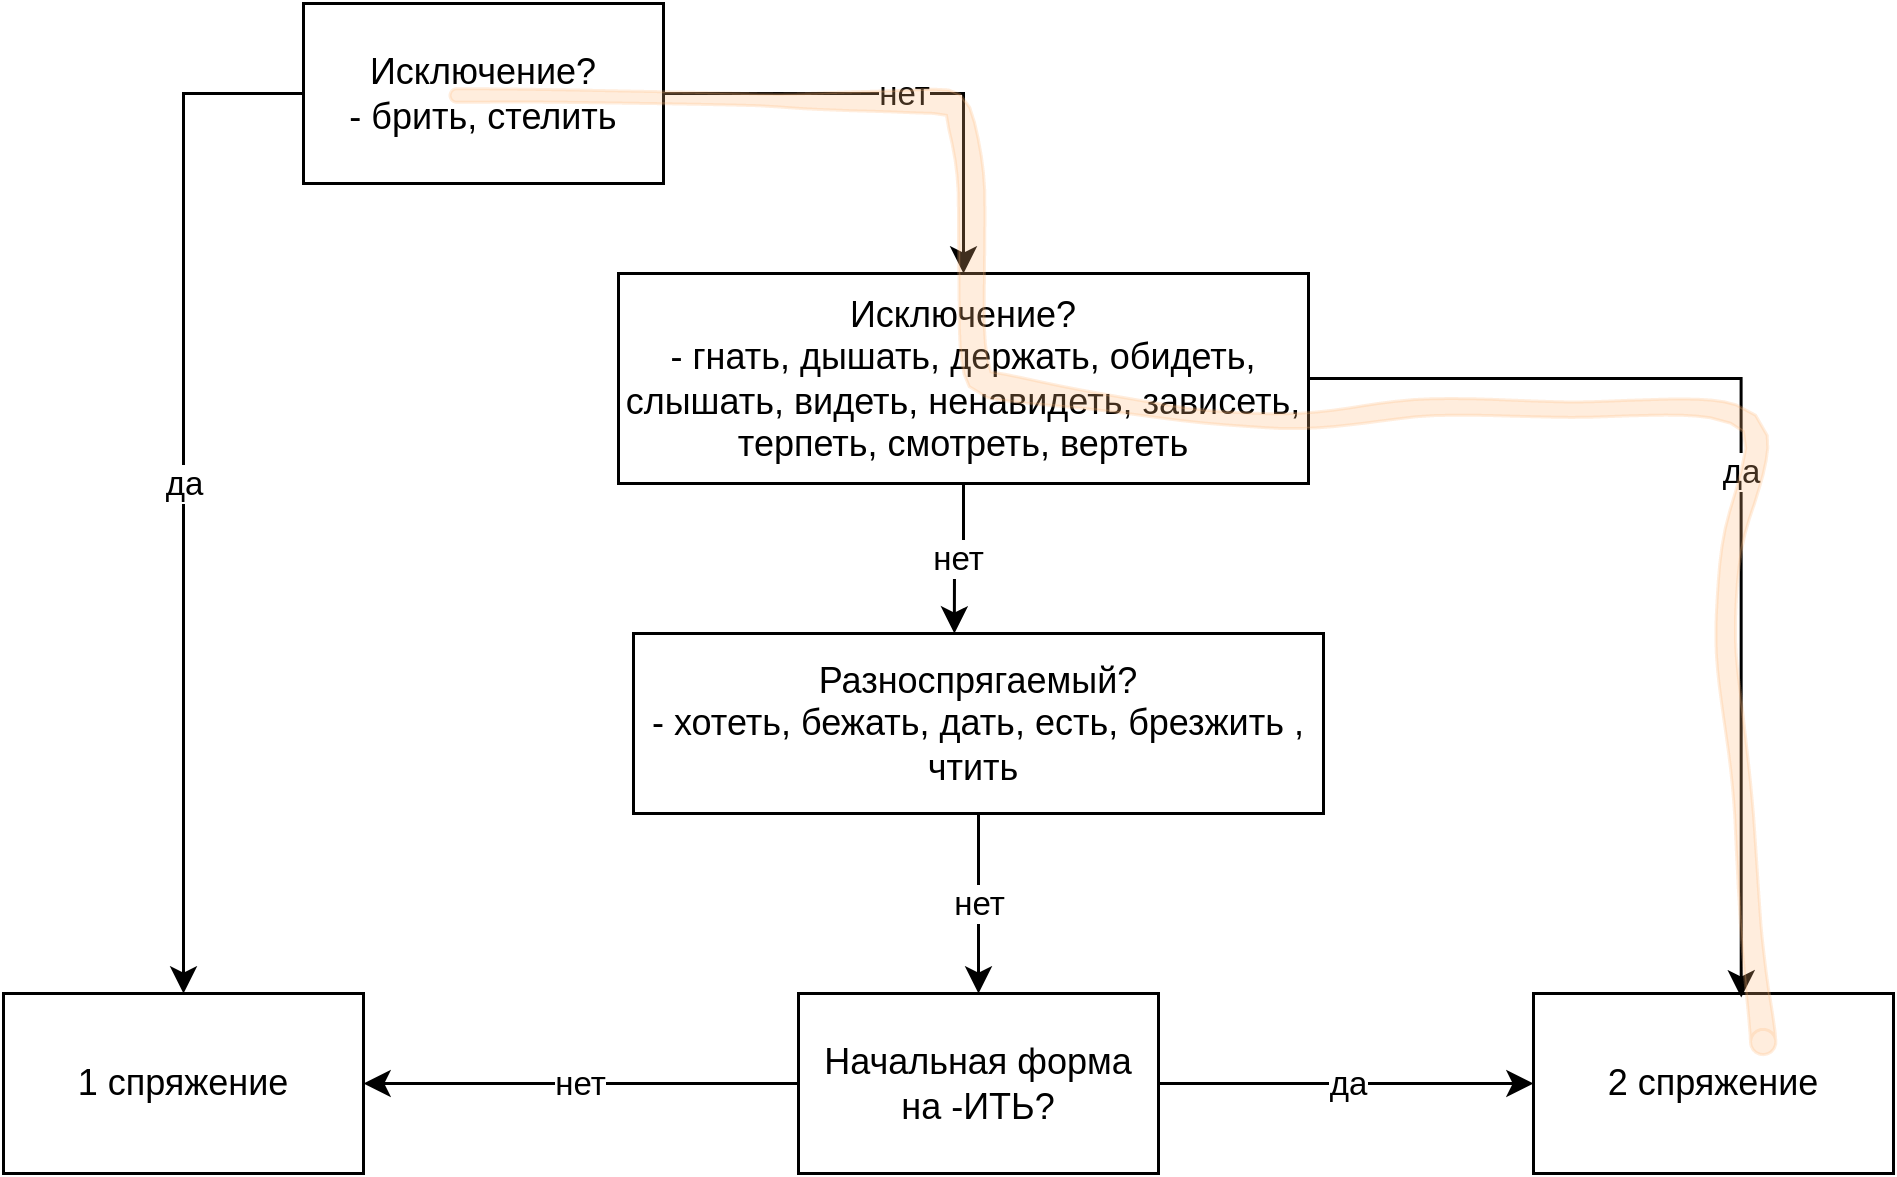 Исключение?
- брить, стелить
нет
Исключение?
- гнать, дышать, держать, обидеть,
слышать, видеть, ненавидеть, зависеть,
терпеть, смотреть, вертеть
да
да
нет
Разноспрягаемый?
- хотеть, бежать, дать, есть, брезжить ,
чтить
нет
1 спряжение
нет
Начальная форма
на -ИТЬ?
да
2 спряжение